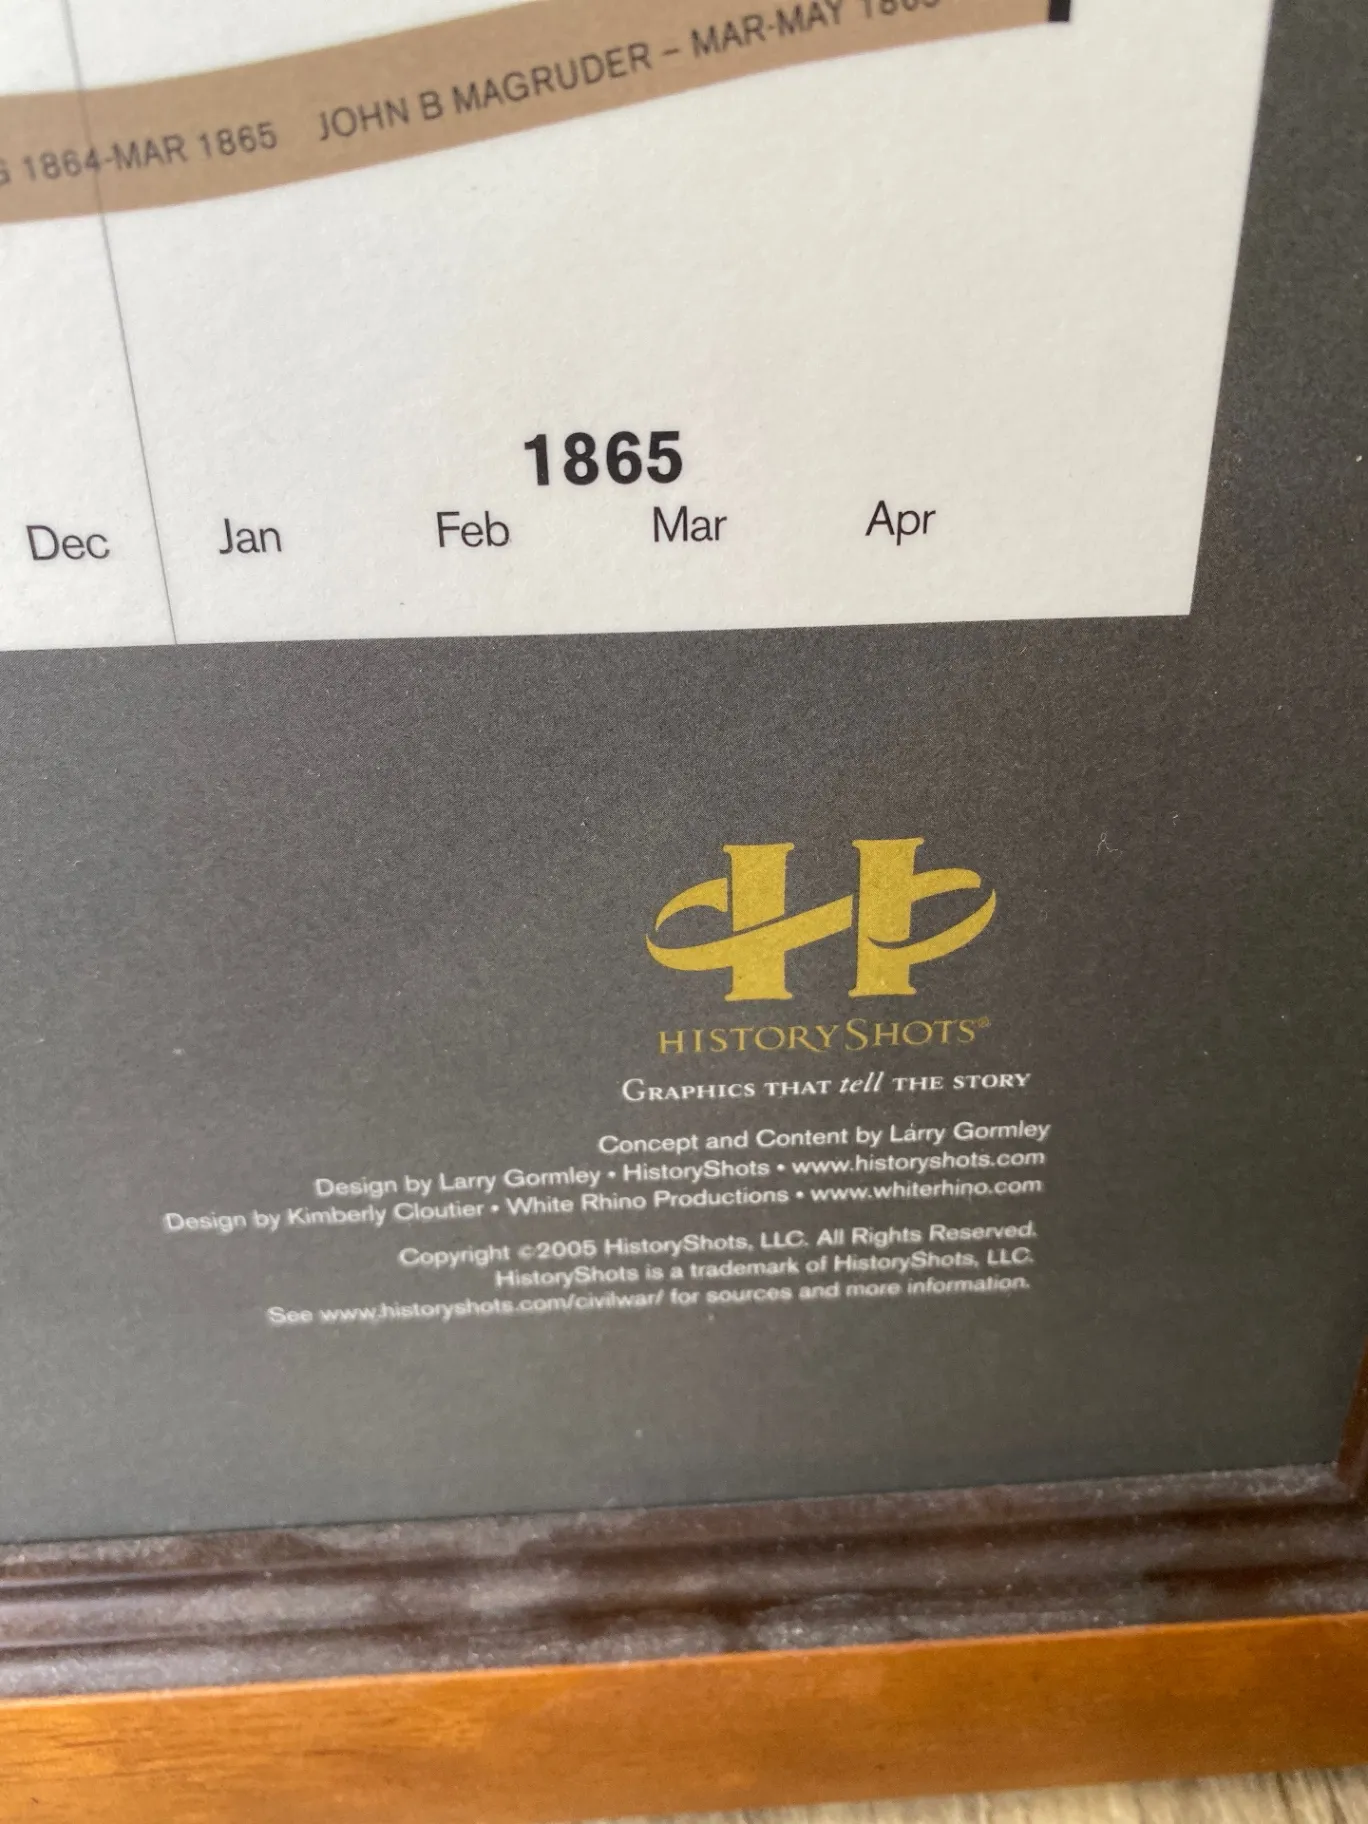 1864-MAR 1865 JOHN B MAGRUDER – MAR-MAY 1865
1865
Dec Jan Feb Mar Apr
HISTORYSHOTS®
GRAPHICS THAT tell THE STORY
Concept and Content by Larry Gormley
Design by Larry Gormley • HistoryShots • www.historyshots.com
Design by Kimberly Cloutier • White Rhino Productions • www.whiterhino.com
Copyright ©2005 HistoryShots, LLC. All Rights Reserved.
HistoryShots is a trademark of HistoryShots, LLC.
See www.historyshots.com/civilwar/ for sources and more information.